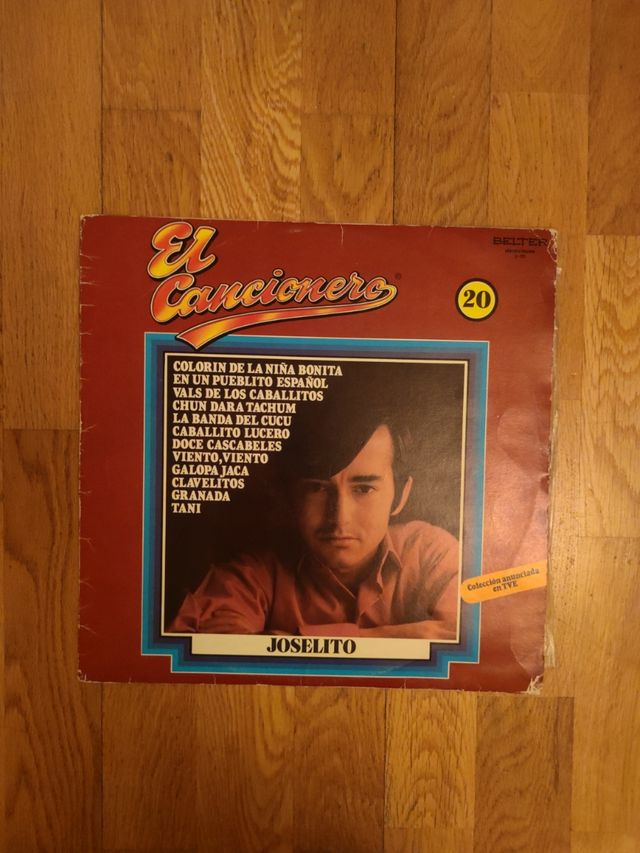 El
Cancionero®
BELTER
20
COLORIN DE LA NIÑA BONITA
EN UN PUEBLITO ESPAÑOL
VALS DE LOS CABALLITOS
CHUN DARA TACHUM
LA BANDA DEL CUCU
CABALLITO LUCERO
DOCE CASCABELES
VIENTO, VIENTO
GALOPA JACA
CLAVELITOS
GRANADA
TANI
Colección anunciada
en TVE
JOSELITO